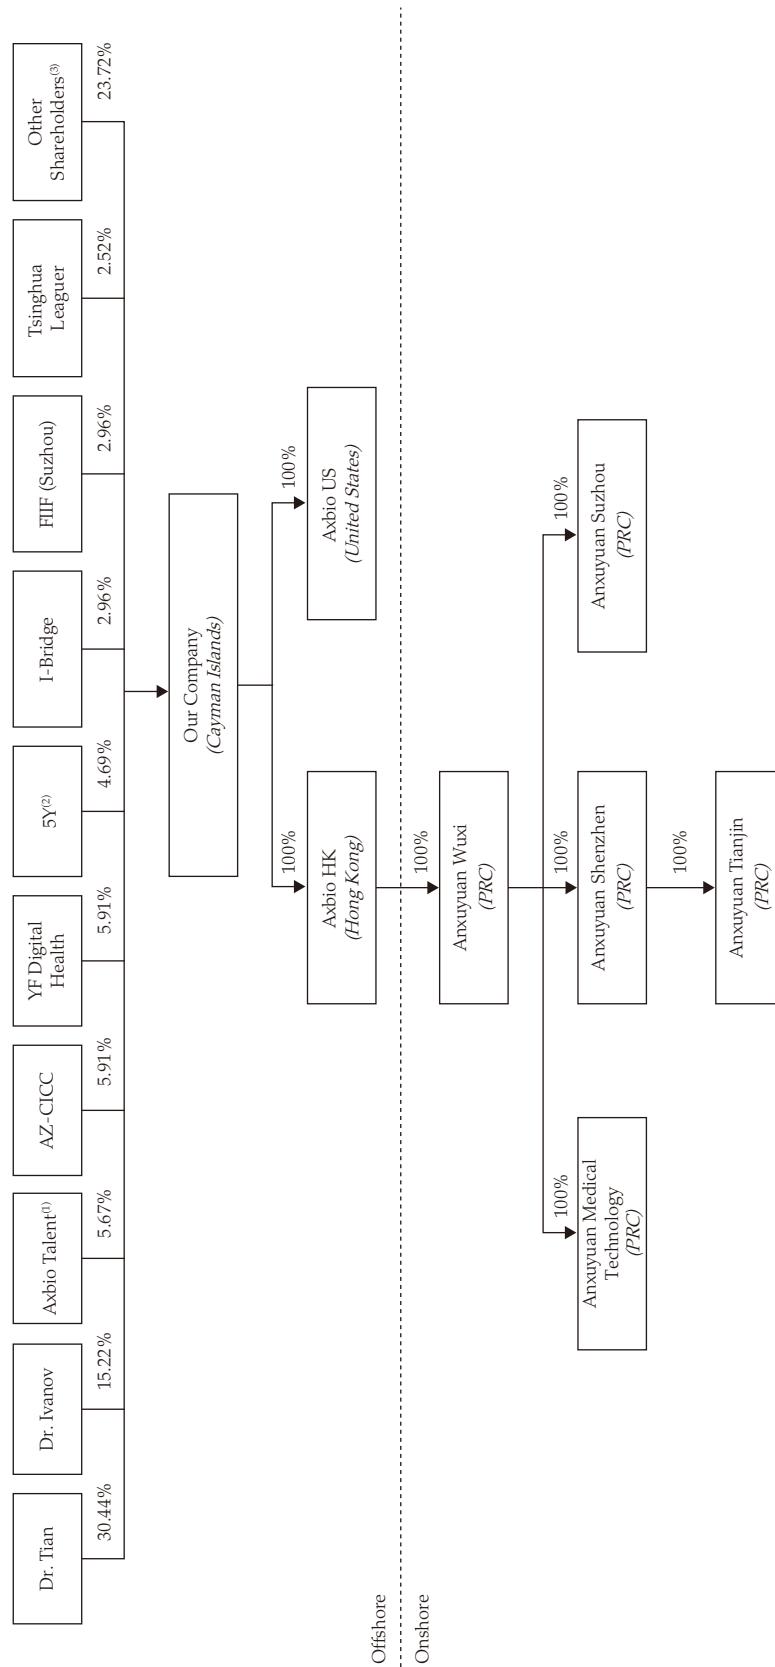 Dr. Tian
Dr. Ivanov
Axbio Talent(1)
AZ-CICC
YF Digital
Health
5Y(2)
I-Bridge
FIIF (Suzhou)
Tsinghua
Leaguer
Other
Shareholders(3)
30.44%
15.22%
5.67%
5.91%
5.91%
4.69%
2.96%
2.96%
2.52%
23.72%
Our Company
(Cayman Islands)
100%
100%
Axbio HK
(Hong Kong)
Axbio US
(United States)
Offshore
Onshore
100%
Anxuyuan Wuxi
(PRC)
100%
100%
100%
Anxuyuan Medical
Technology
(PRC)
Anxuyuan Shenzhen
(PRC)
Anxuyuan Suzhou
(PRC)
100%
Anxuyuan Tianjin
(PRC)